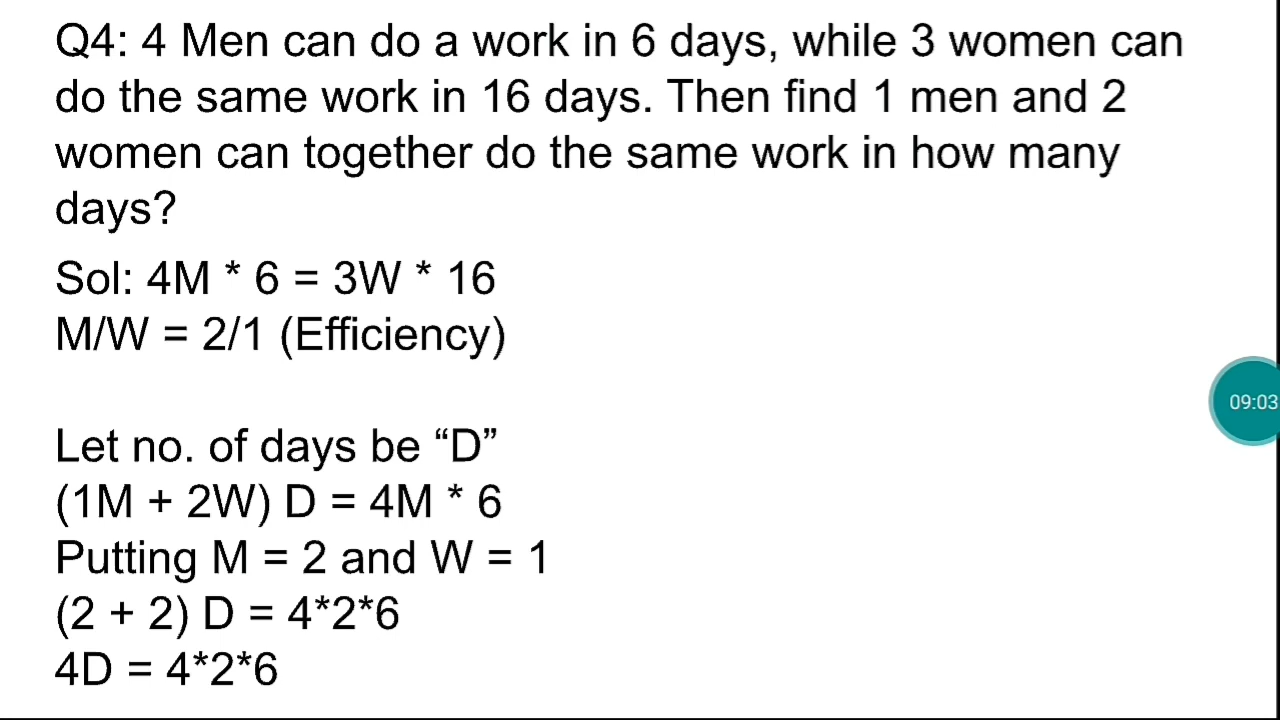 Q4: 4 Men can do a work in 6 days, while 3 women can
do the same work in 16 days. Then find 1 men and 2
women can together do the same work in how many
days?
Sol: 4M * 6 = 3W * 16
M/W = 2/1 (Efficiency)
09:03
Let no. of days be “D”
(1M + 2W) D = 4M * 6
Putting M = 2 and W = 1
(2 + 2) D = 4*2*6
4D = 4*2*6